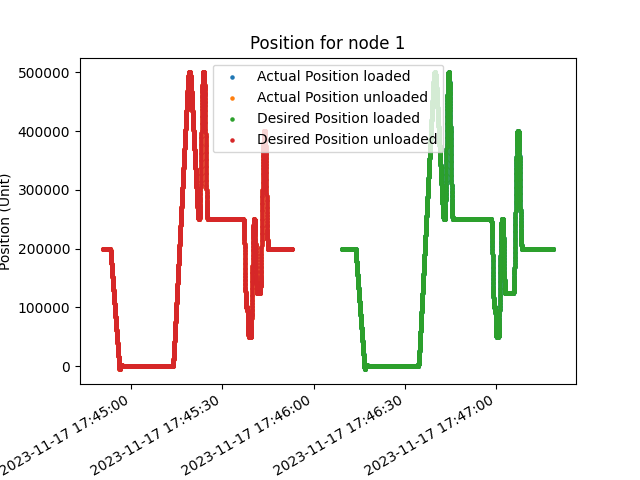 Position for node 1
Actual Position loaded
Actual Position unloaded
Desired Position loaded
Desired Position unloaded
Position (Unit)
500000
400000
300000
200000
100000
0
2023-11-17 17:45:00
2023-11-17 17:45:30
2023-11-17 17:46:00
2023-11-17 17:46:30
2023-11-17 17:47:00